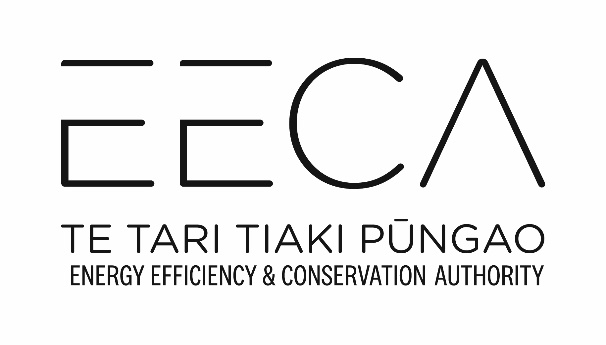 EECA
TE TARI TIAKI PŪNGAO
ENERGY EFFICIENCY & CONSERVATION AUTHORITY